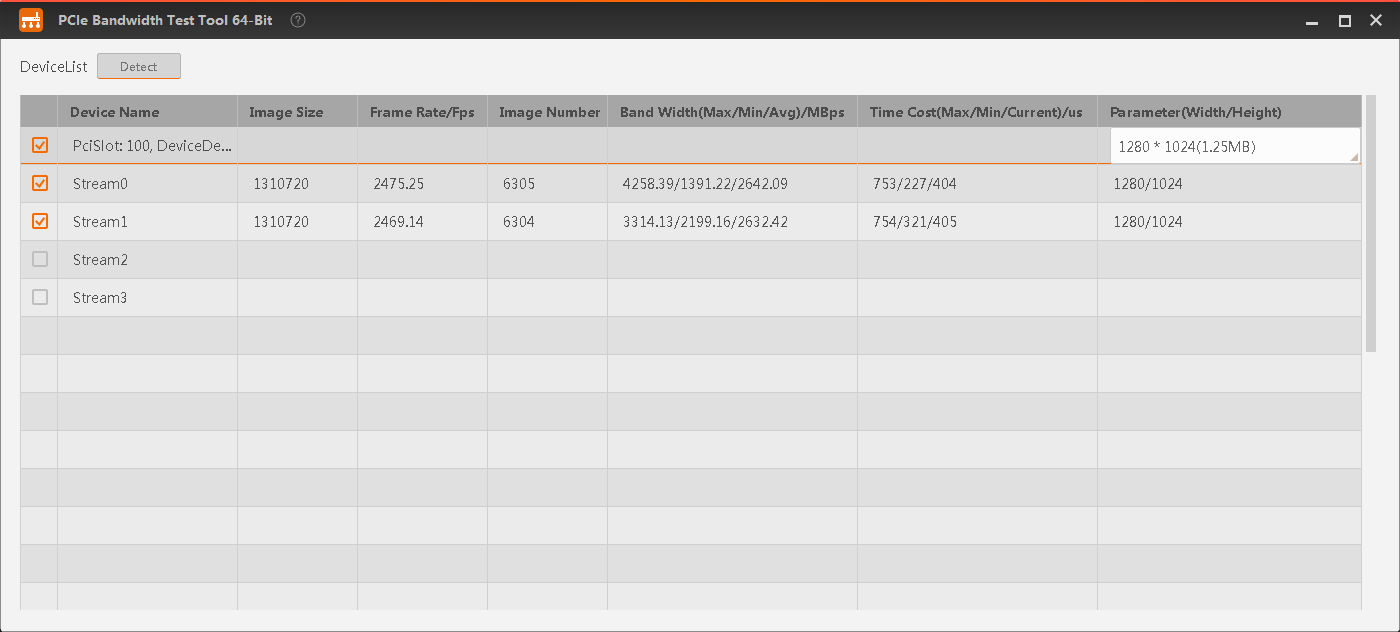 PCIe Bandwidth Test Tool 64-Bit ?
DeviceList Detect
Device Name Image Size Frame Rate/Fps Image Number Band Width(Max/Min/Avg)/MBps Time Cost(Max/Min/Current)/us Parameter(Width/Height)
PciSlot: 100, DeviceDe... 1280 * 1024(1.25MB)
Stream0 1310720 2475.25 6305 4258.39/1391.22/2642.09 753/227/404 1280/1024
Stream1 1310720 2469.14 6304 3314.13/2199.16/2632.42 754/321/405 1280/1024
Stream2
Stream3